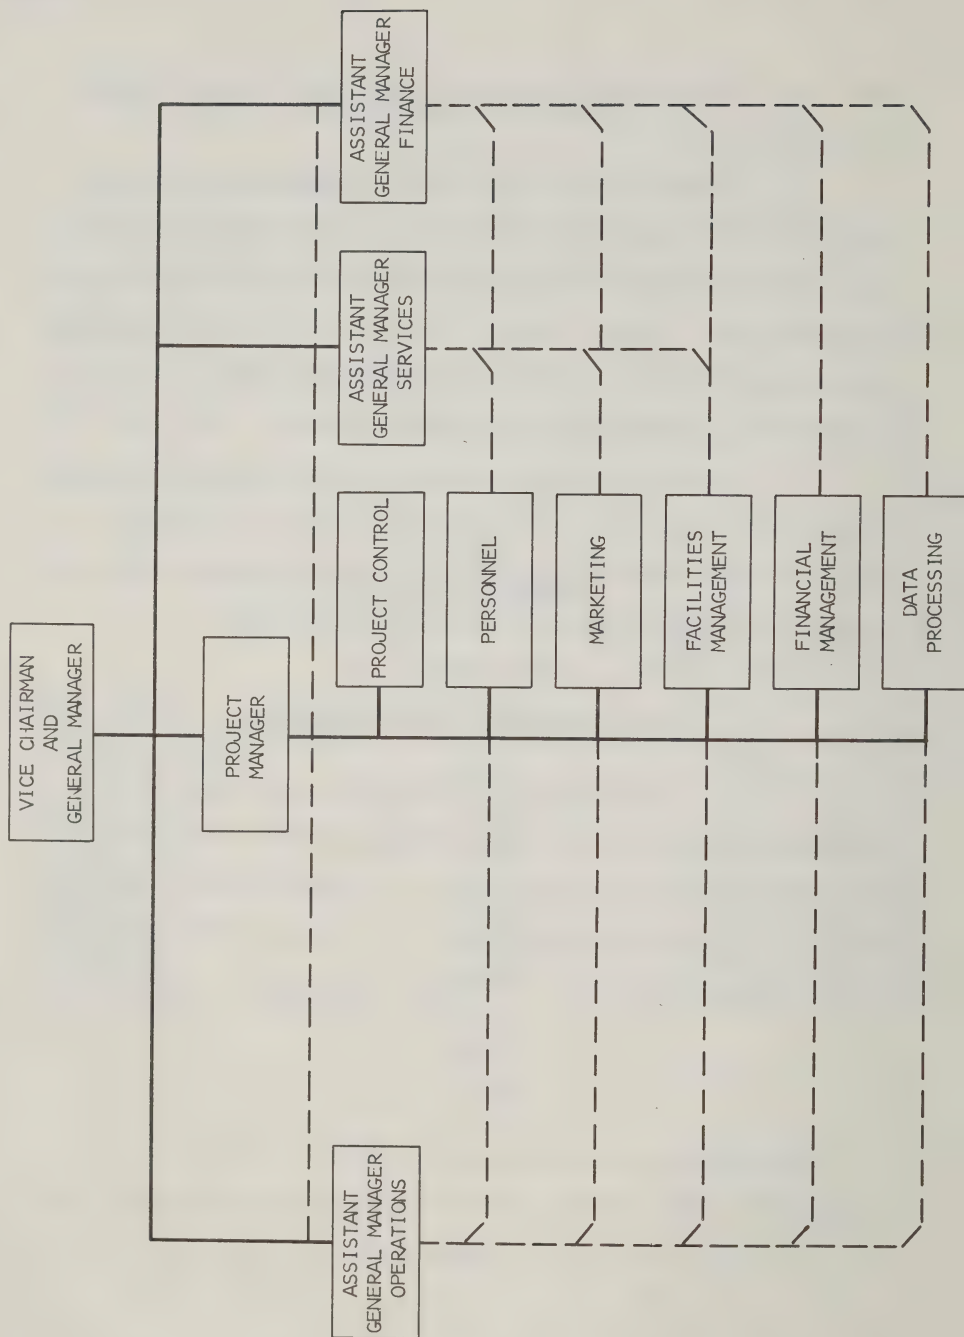 VICE CHAIRMAN
AND
GENERAL MANAGER
PROJECT
MANAGER
ASSISTANT
GENERAL MANAGER
OPERATIONS
PROJECT CONTROL
ASSISTANT
GENERAL MANAGER
SERVICES
ASSISTANT
GENERAL MANAGER
FINANCE
PERSONNEL
MARKETING
FACILITIES
MANAGEMENT
FINANCIAL
MANAGEMENT
DATA
PROCESSING